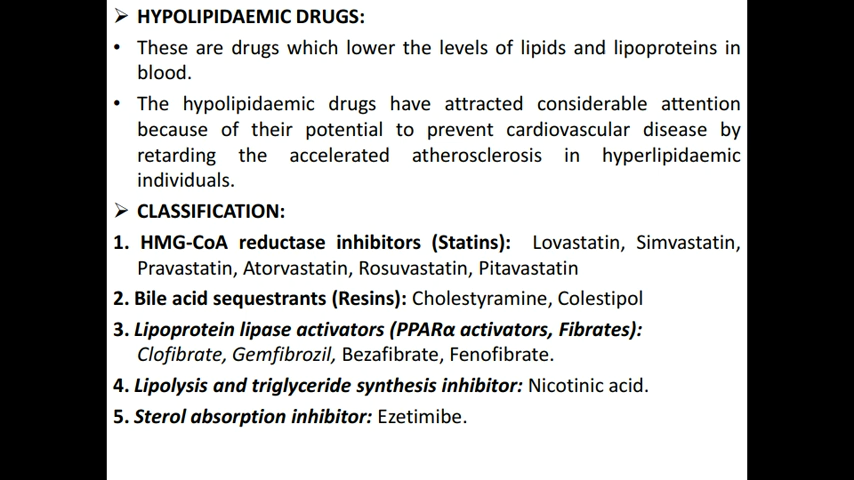 ➢ HYPOLIPIDAEMIC DRUGS:
• These are drugs which lower the levels of lipids and lipoproteins in
blood.
• The hypolipidaemic drugs have attracted considerable attention
because of their potential to prevent cardiovascular disease by
retarding the accelerated atherosclerosis in hyperlipidaemic
individuals.
➢ CLASSIFICATION:
1. HMG-CoA reductase inhibitors (Statins): Lovastatin, Simvastatin,
Pravastatin, Atorvastatin, Rosuvastatin, Pitavastatin
2. Bile acid sequestrants (Resins): Cholestyramine, Colestipol
3. Lipoprotein lipase activators (PPARα activators, Fibrates):
Clofibrate, Gemfibrozil, Bezafibrate, Fenofibrate.
4. Lipolysis and triglyceride synthesis inhibitor: Nicotinic acid.
5. Sterol absorption inhibitor: Ezetimibe.